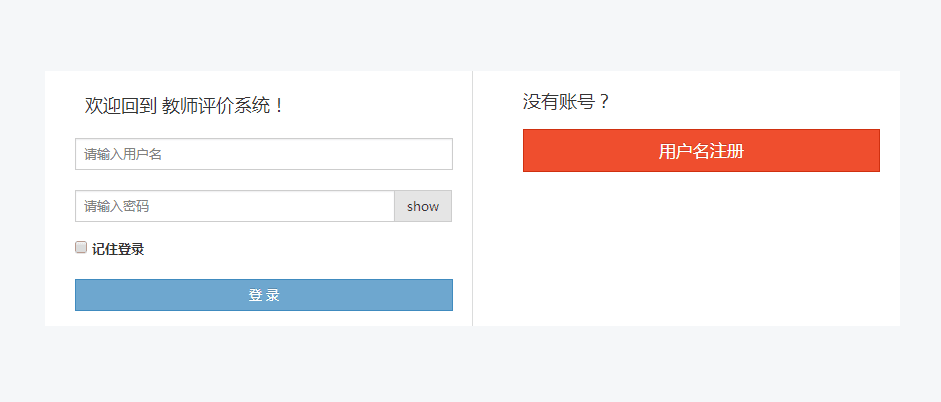 欢迎回到 教师评价系统！
请输入用户名
请输入密码
show
记住登录
登 录
没有账号？
用户名注册